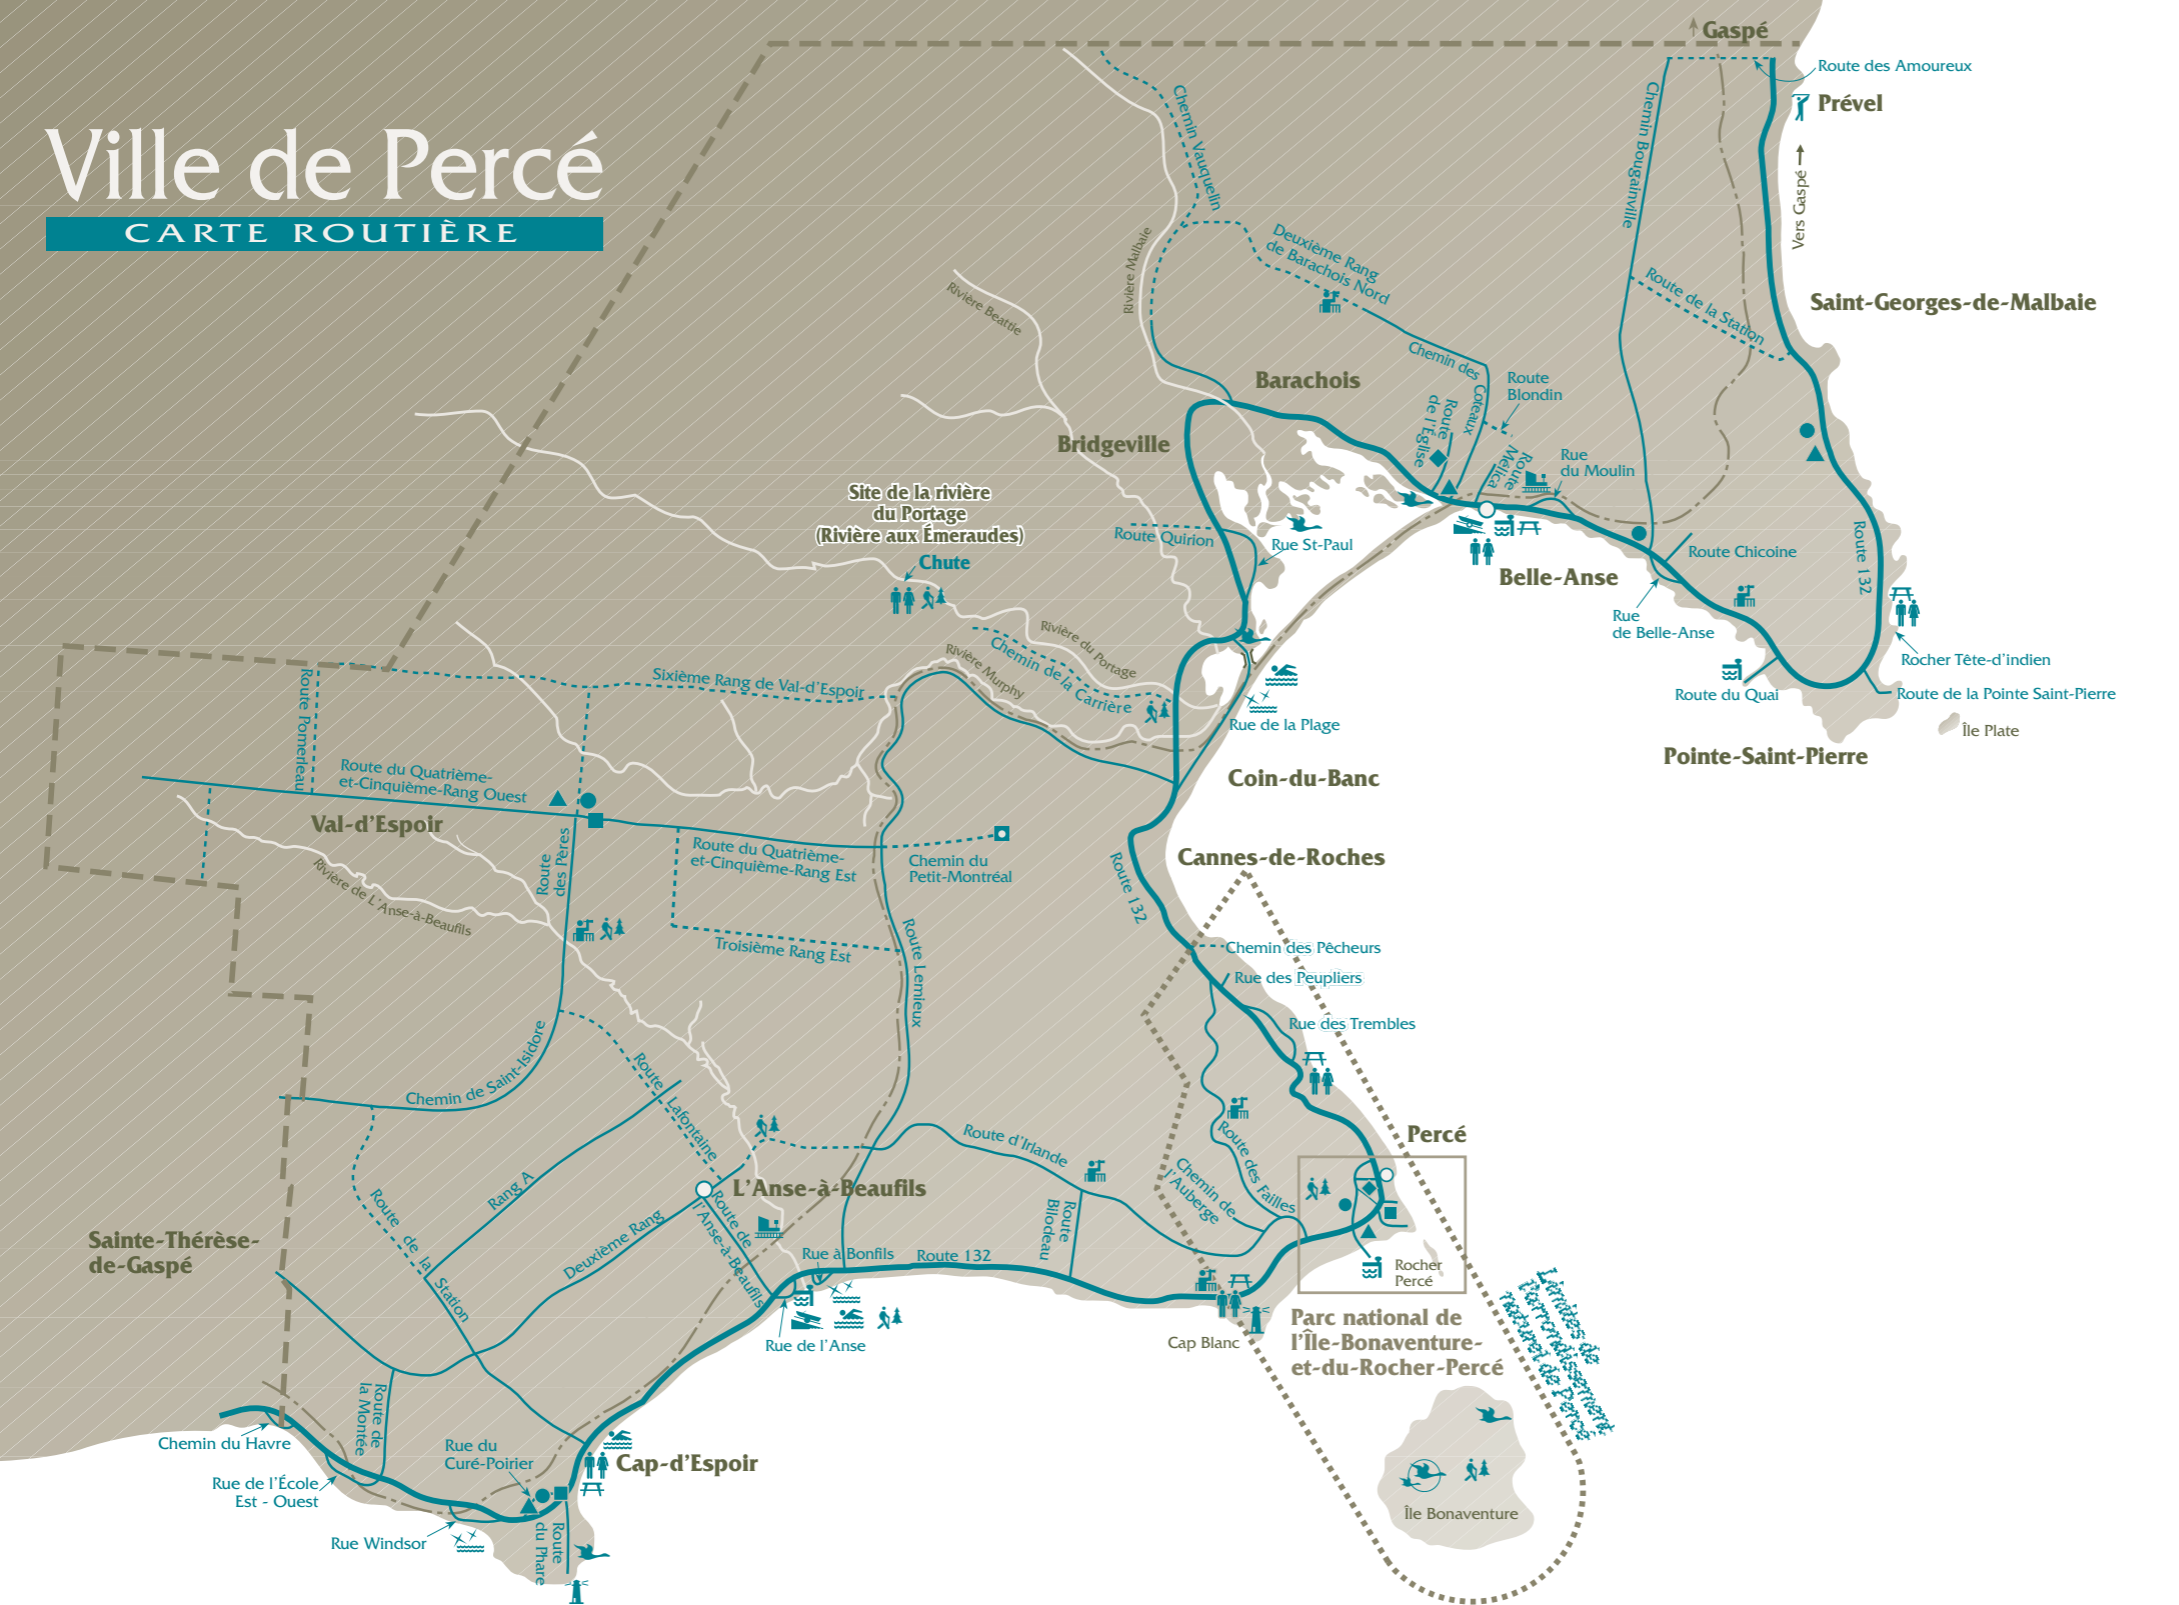 Ville de Percé
CARTE ROUTIÈRE
Gaspé
Route des Amoureux
Prével
Vers Gaspé
Chemin Bougainville
Chemin Vauquelin
Deuxième Rang
de Barachois Nord
Rivière Malbaie
Rivière Beattie
Route de la Station
Saint-Georges-de-Malbaie
Barachois
Chemin des Coteaux
Route
Blondin
Route
de l'Église
Route
Mélica
Rue
du Moulin
Bridgeville
Site de la rivière
du Portage
(Rivière aux Émeraudes)
Chute
Route Quirion
Rue St-Paul
Belle-Anse
Route Chicoine
Route 132
Rue
de Belle-Anse
Rocher Tête-d'indien
Route du Quai
Route de la Pointe Saint-Pierre
Île Plate
Pointe-Saint-Pierre
Rivière du Portage
Chemin de la Carrière
Rivière Murphy
Rue de la Plage
Coin-du-Banc
Sixième Rang de Val-d'Espoir
Route Pomerleau
Route du Quatrième-
et-Cinquième-Rang Ouest
Val-d'Espoir
Route
des Pères
Route du Quatrième-
et-Cinquième-Rang Est
Chemin du
Petit-Montréal
Rivière de L'Anse-à-Beaufils
Troisième Rang Est
Route Lemieux
Cannes-de-Roches
Route 132
Chemin des Pêcheurs
Rue des Peupliers
Rue des Trembles
Chemin de Saint-Isidore
Route Lafontaine
Rang A
Route d'Irlande
Route des Failles
Chemin de
l'Auberge
Percé
L'Anse-à-Beaufils
Route de
l'Anse-à-Beaufils
Deuxième Rang
Route de la Station
Sainte-Thérèse-
de-Gaspé
Route
Bilodeau
Rue à Bonfils
Route 132
Rocher
Percé
Rue de l'Anse
Cap Blanc
Parc national de
l'Île-Bonaventure-
et-du-Rocher-Percé
Limites de
l'arrondissement
naturel de Percé
Route de
la Montée
Chemin du Havre
Rue de l'École
Est - Ouest
Rue du
Curé-Poirier
Cap-d'Espoir
Rue Windsor
Route
du Phare
Île Bonaventure